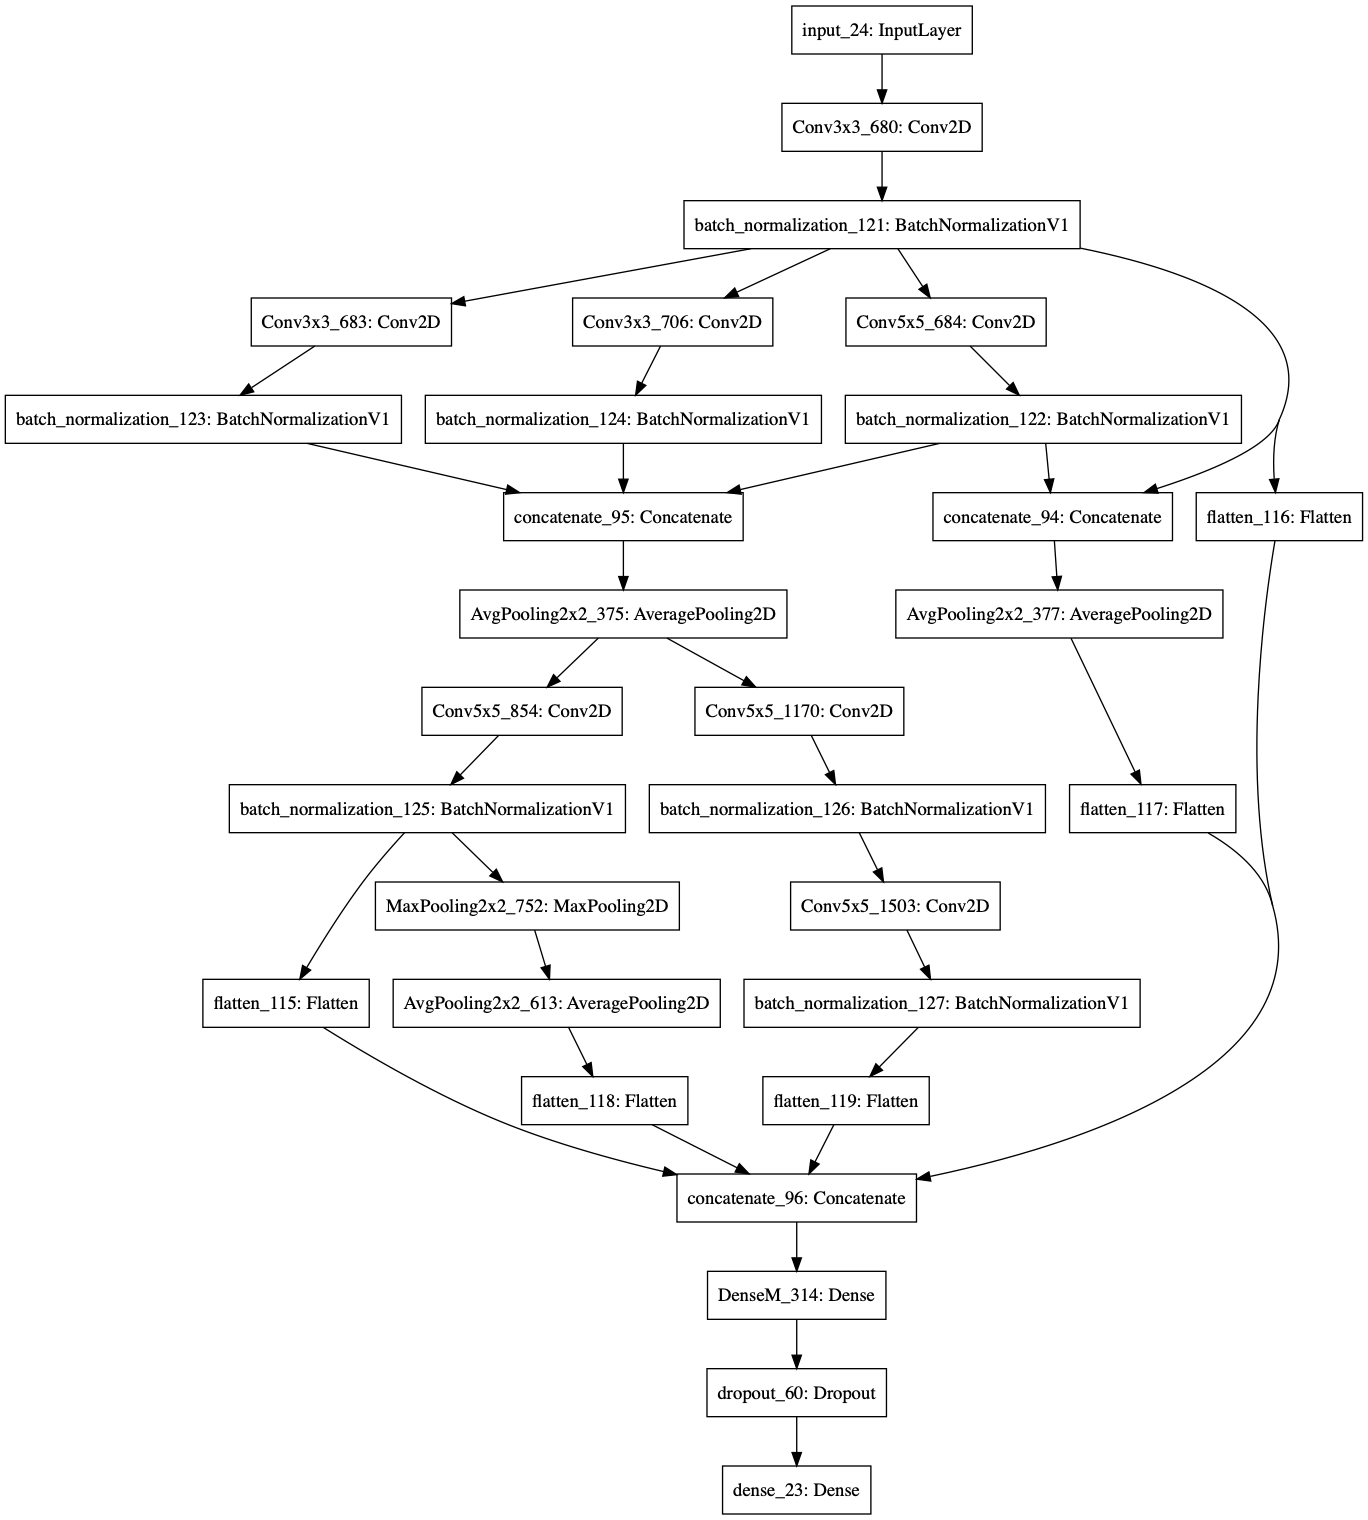 input_24: InputLayer
Conv3x3_680: Conv2D
batch_normalization_121: BatchNormalizationV1
Conv3x3_683: Conv2D
Conv3x3_706: Conv2D
Conv5x5_684: Conv2D
batch_normalization_123: BatchNormalizationV1
batch_normalization_124: BatchNormalizationV1
batch_normalization_122: BatchNormalizationV1
concatenate_95: Concatenate
concatenate_94: Concatenate
flatten_116: Flatten
AvgPooling2x2_375: AveragePooling2D
AvgPooling2x2_377: AveragePooling2D
Conv5x5_854: Conv2D
Conv5x5_1170: Conv2D
batch_normalization_125: BatchNormalizationV1
batch_normalization_126: BatchNormalizationV1
flatten_117: Flatten
MaxPooling2x2_752: MaxPooling2D
Conv5x5_1503: Conv2D
flatten_115: Flatten
AvgPooling2x2_613: AveragePooling2D
batch_normalization_127: BatchNormalizationV1
flatten_118: Flatten
flatten_119: Flatten
concatenate_96: Concatenate
DenseM_314: Dense
dropout_60: Dropout
dense_23: Dense